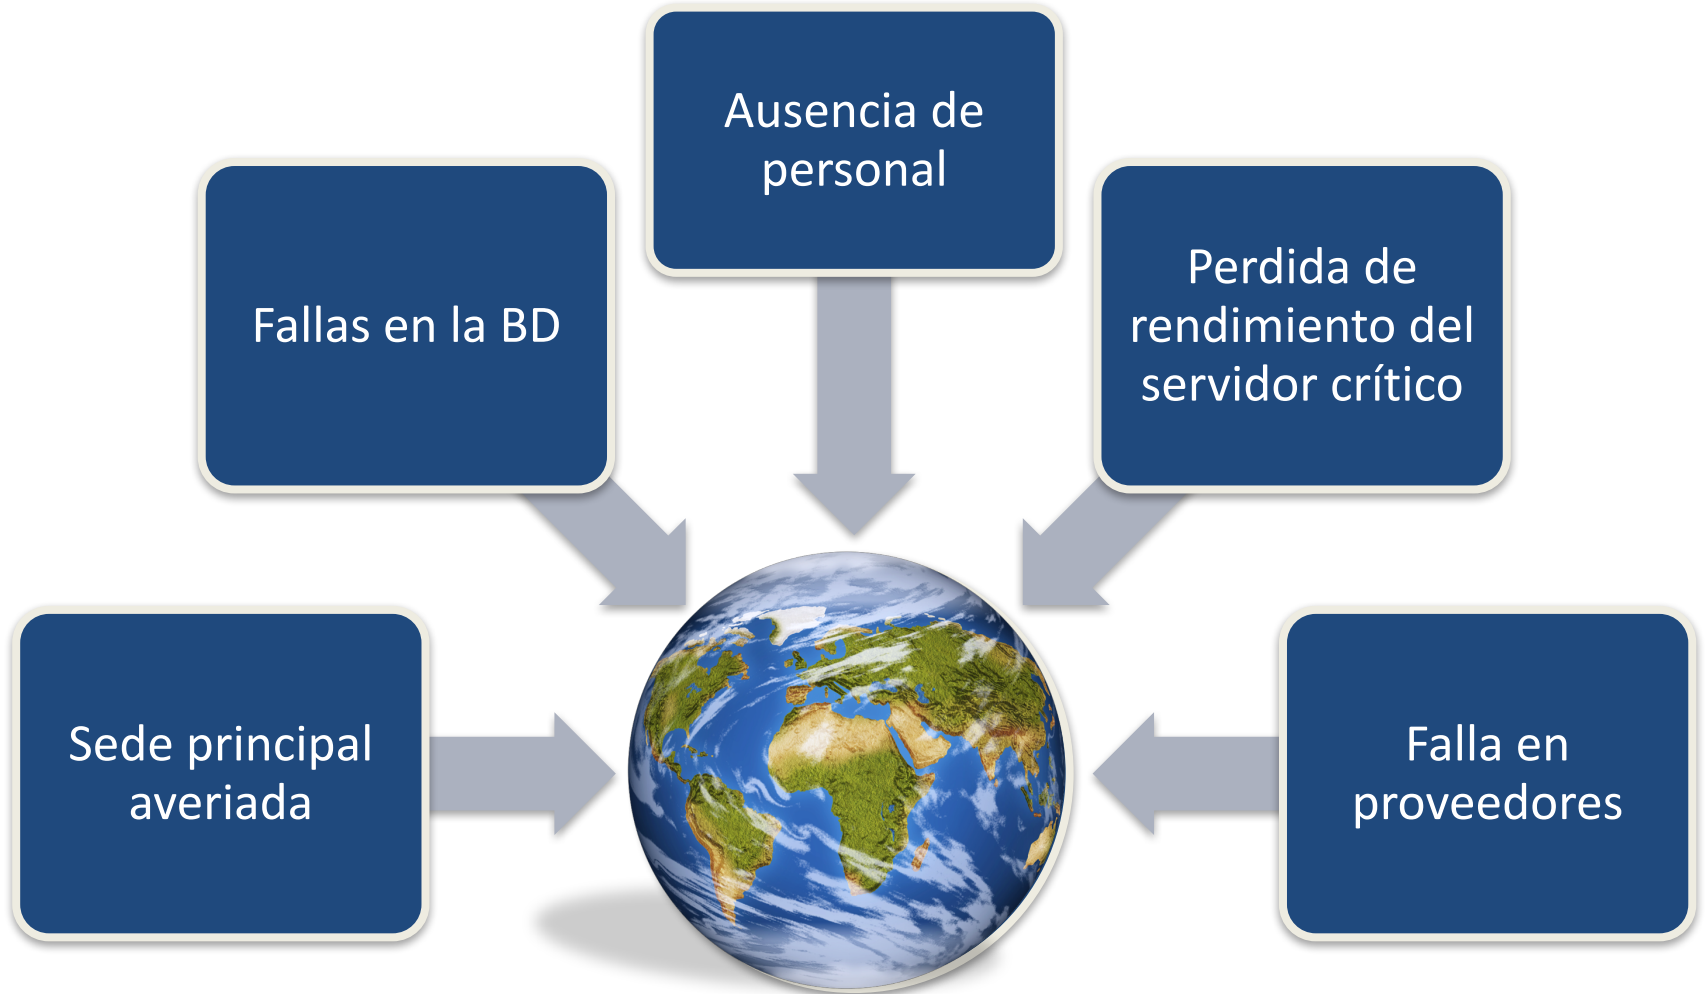 Ausencia de
personal
Fallas en la BD
Perdida de
rendimiento del
servidor crítico
Sede principal
averiada
Falla en
proveedores